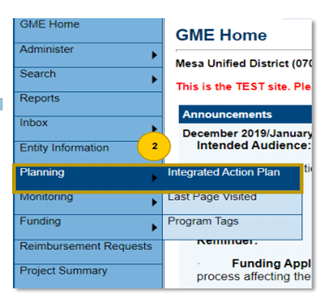 GME Home
Administer
Search
Reports
Inbox
Entity Information
Planning
Monitoring
Funding
Reimbursement Requests
Project Summary
2
Integrated Action Plan
Last Page Visited
Program Tags
GME Home
Mesa Unified District (070
This is the TEST site. Ple
Announcements
December 2019/January
Intended Audience:
Reminder:
Funding Appl
process affecting the